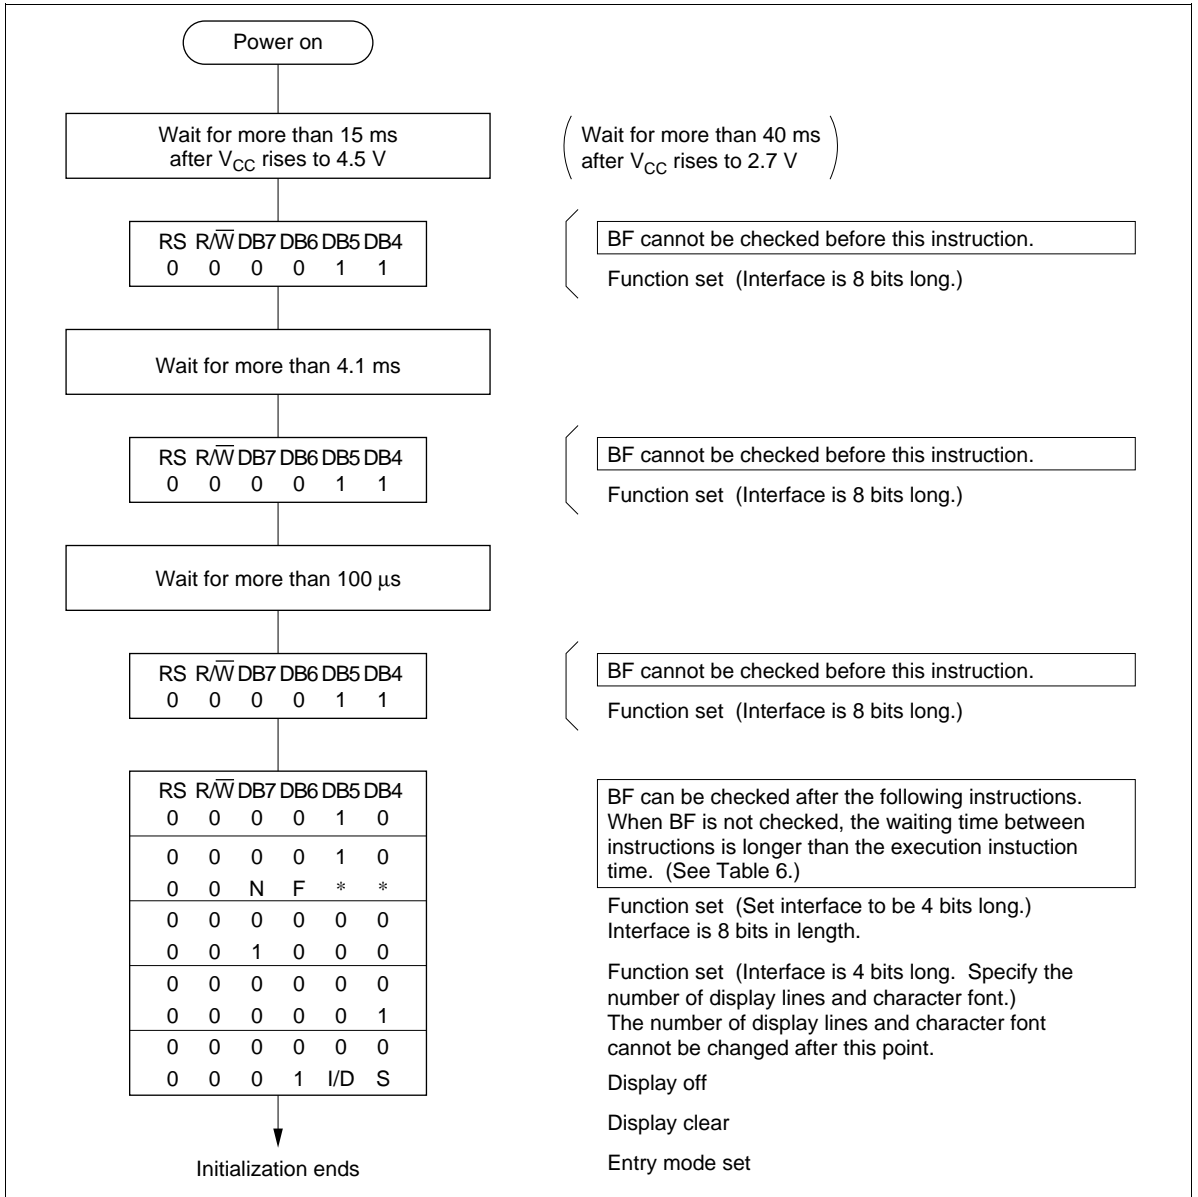 Power on
Wait for more than 15 ms
after VCC rises to 4.5 V
Wait for more than 40 ms
after VCC rises to 2.7 V
RS R/W̅ DB7 DB6 DB5 DB4
0 0 0 0 1 1
BF cannot be checked before this instruction.
Function set (Interface is 8 bits long.)
Wait for more than 4.1 ms
RS R/W̅ DB7 DB6 DB5 DB4
0 0 0 0 1 1
BF cannot be checked before this instruction.
Function set (Interface is 8 bits long.)
Wait for more than 100 µs
RS R/W̅ DB7 DB6 DB5 DB4
0 0 0 0 1 1
BF cannot be checked before this instruction.
Function set (Interface is 8 bits long.)
RS R/W̅ DB7 DB6 DB5 DB4
0 0 0 0 1 0
0 0 0 0 1 0
0 0 N F * *
0 0 0 0 0 0
0 0 1 0 0 0
0 0 0 0 0 0
0 0 0 0 0 1
0 0 0 0 0 0
0 0 0 1 I/D S
Initialization ends
BF can be checked after the following instructions.
When BF is not checked, the waiting time between
instructions is longer than the execution instuction
time. (See Table 6.)
Function set (Set interface to be 4 bits long.)
Interface is 8 bits in length.
Function set (Interface is 4 bits long. Specify the
number of display lines and character font.)
The number of display lines and character font
cannot be changed after this point.
Display off
Display clear
Entry mode set